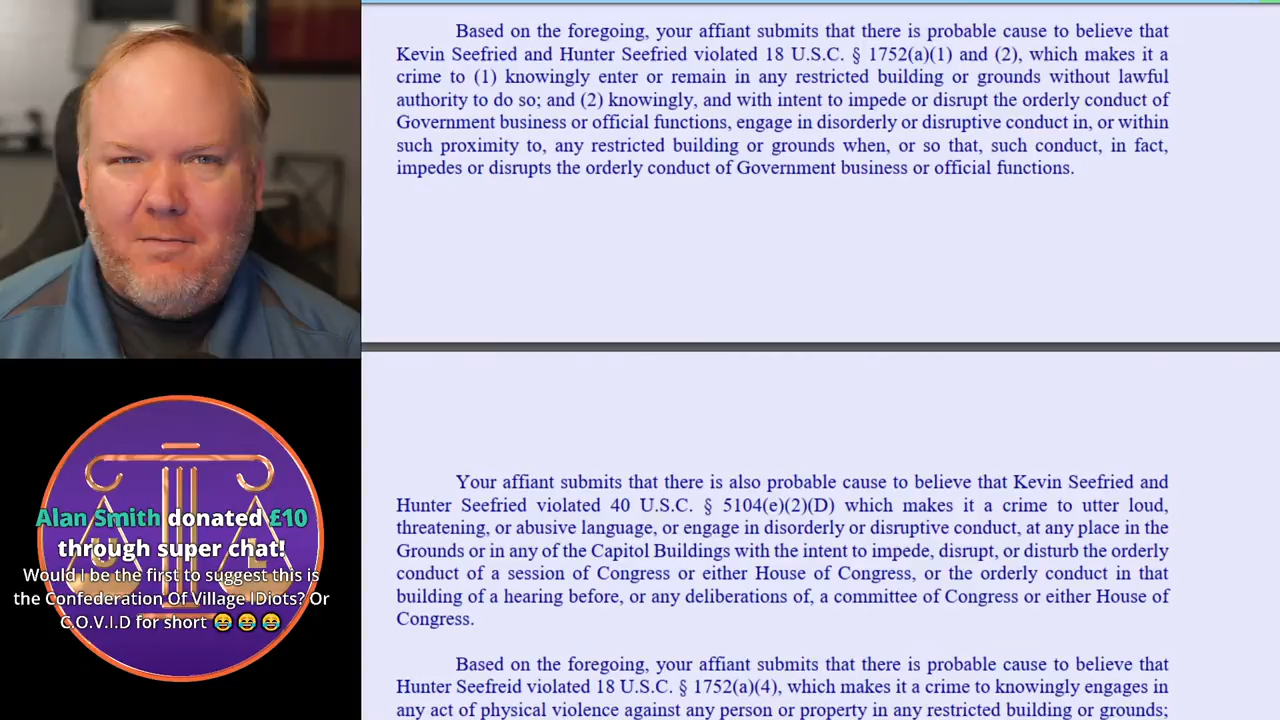 Based on the foregoing, your affiant submits that there is probable cause to believe that
Kevin Seefried and Hunter Seefried violated 18 U.S.C. § 1752(a)(1) and (2), which makes it a
crime to (1) knowingly enter or remain in any restricted building or grounds without lawful
authority to do so; and (2) knowingly, and with intent to impede or disrupt the orderly conduct of
Government business or official functions, engage in disorderly or disruptive conduct in, or within
such proximity to, any restricted building or grounds when, or so that, such conduct, in fact,
impedes or disrupts the orderly conduct of Government business or official functions.
Your affiant submits that there is also probable cause to believe that Kevin Seefried and
Hunter Seefried violated 40 U.S.C. § 5104(e)(2)(D) which makes it a crime to utter loud,
threatening, or abusive language, or engage in disorderly or disruptive conduct, at any place in the
Grounds or in any of the Capitol Buildings with the intent to impede, disrupt, or disturb the orderly
conduct of a session of Congress or either House of Congress, or the orderly conduct in that
building of a hearing before, or any deliberations of, a committee of Congress or either House of
Congress.
Based on the foregoing, your affiant submits that there is probable cause to believe that
Hunter Seefreid violated 18 U.S.C. § 1752(a)(4), which makes it a crime to knowingly engages in
any act of physical violence against any person or property in any restricted building or grounds;
Alan Smith donated £10
through super chat!
Would I be the first to suggest this is
the Confederation Of Village IDiots? Or
C.O.V.I.D for short 😂 😂 😂